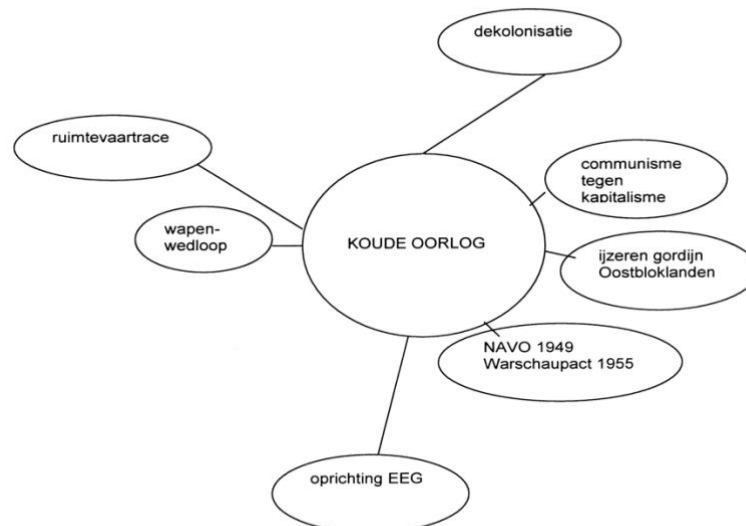 dekolonisatie
ruimtevaartrace
communisme
tegen
kapitalisme
wapen-
wedloop
KOUDE OORLOG
ijzeren gordijn
Oostbloklanden
NAVO 1949
Warschaupact 1955
oprichting EEG